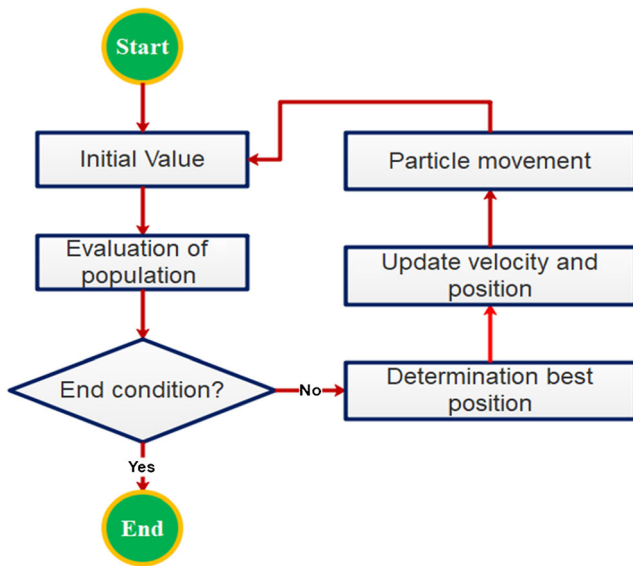 Start
Initial Value
Evaluation of
population
End condition?
Yes
End
No
Determination best
position
Update velocity and
position
Particle movement